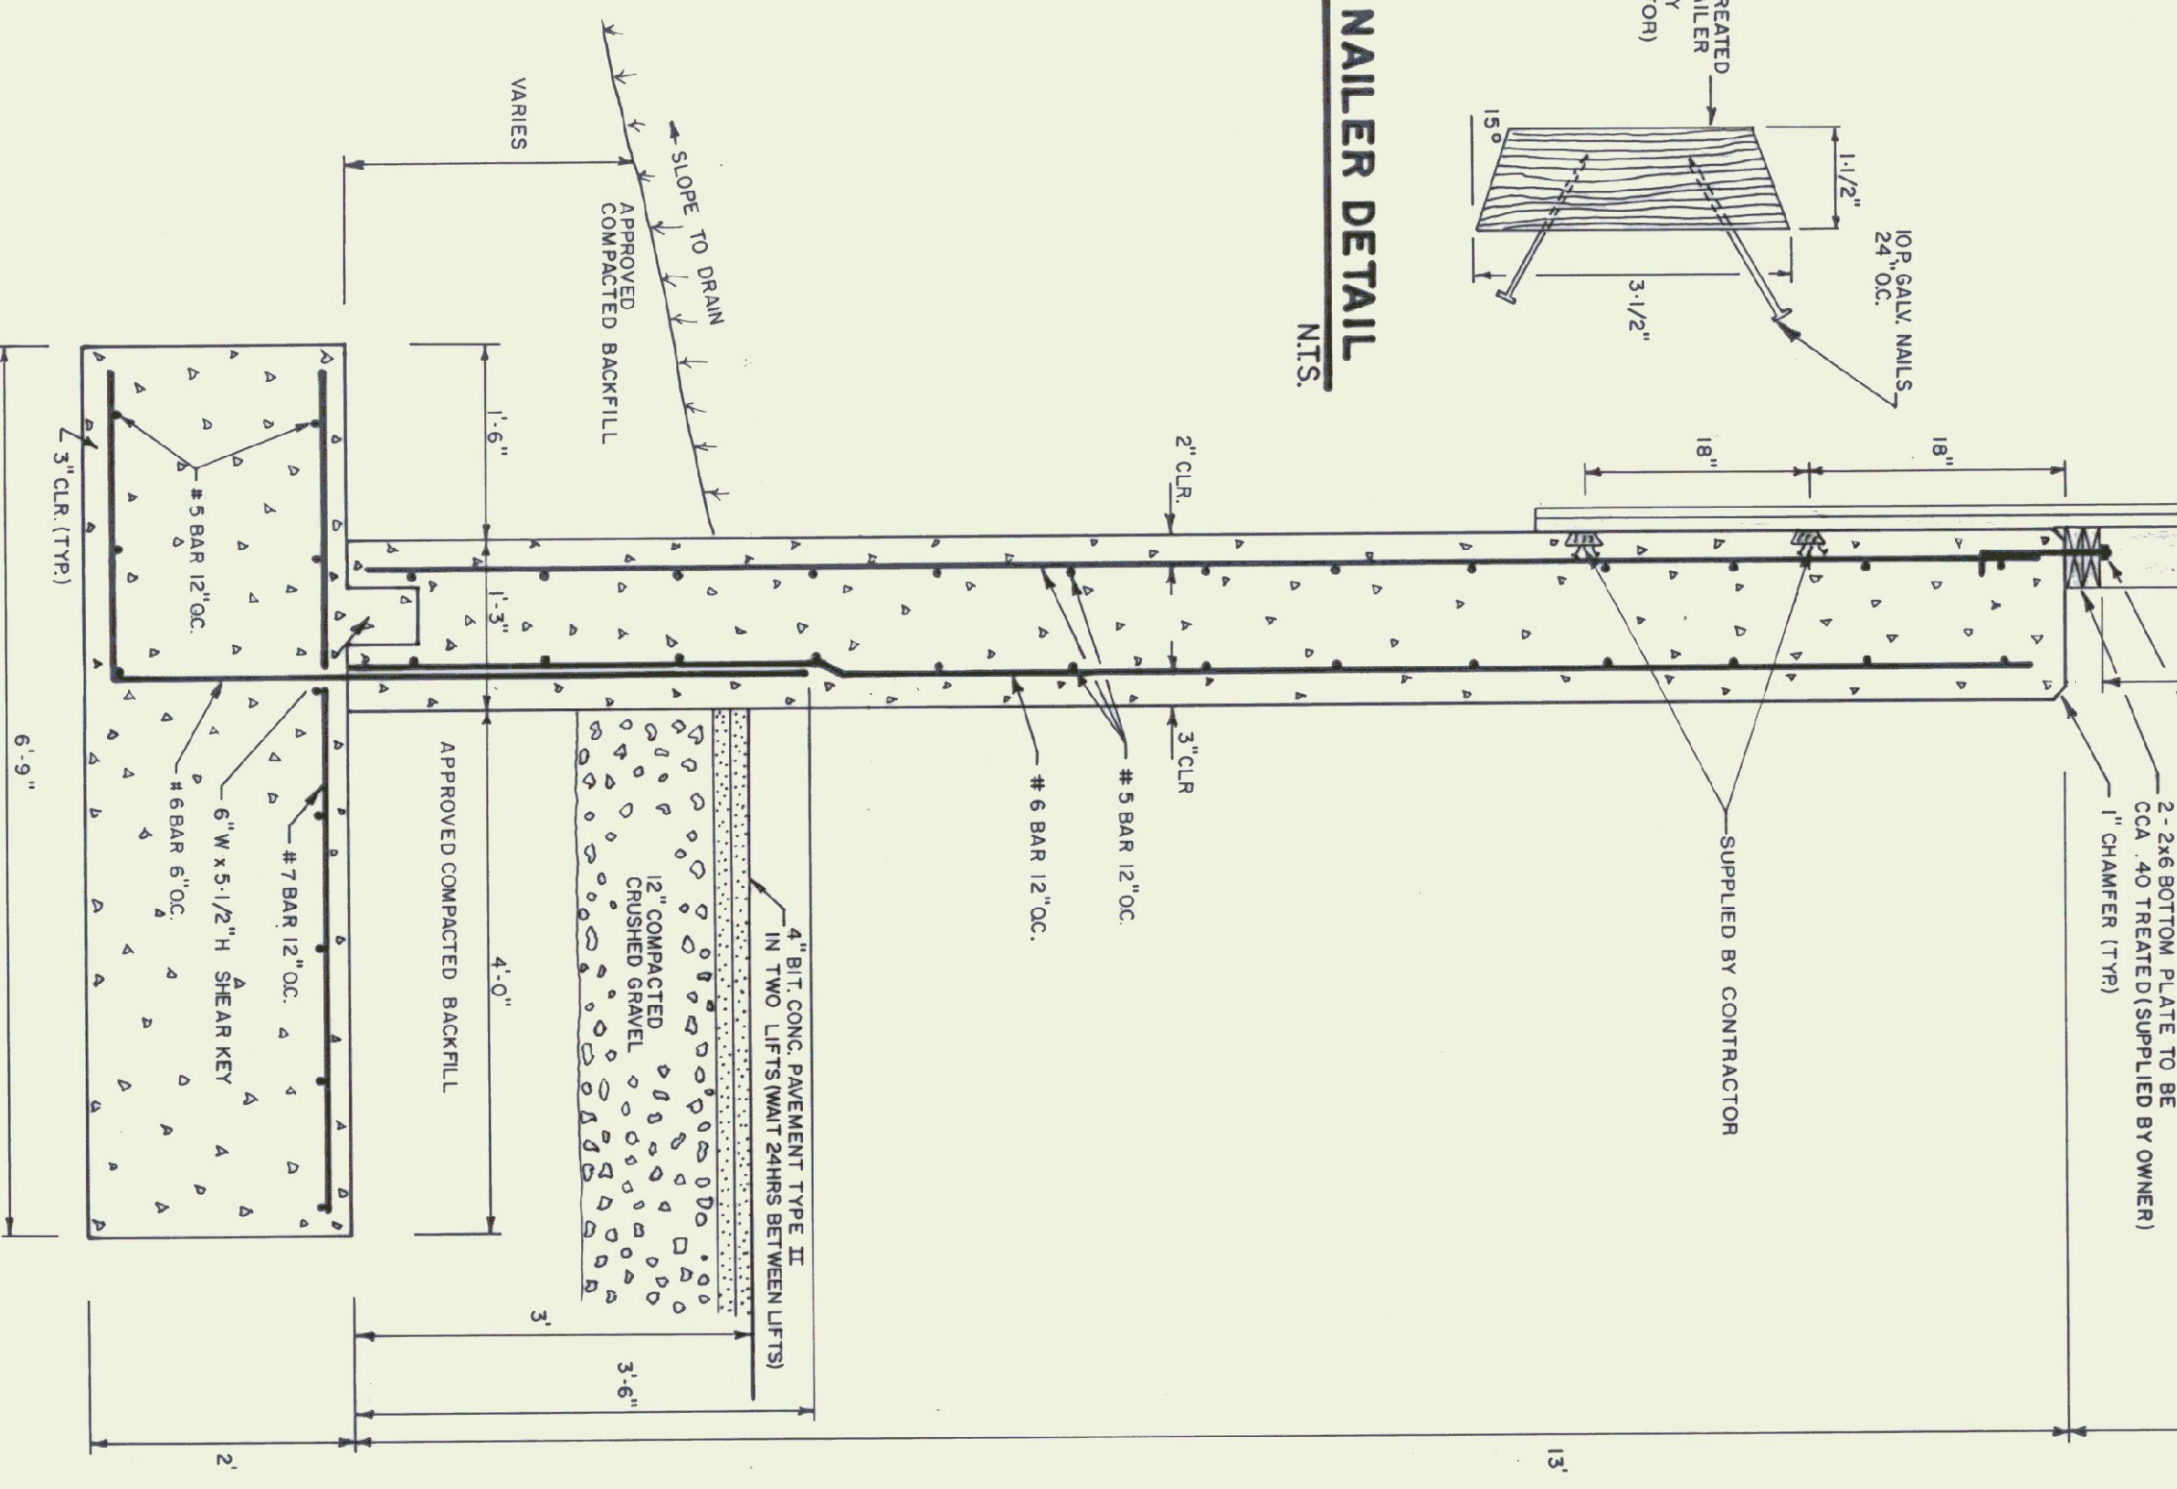 REATED
AILER
Y
TOR)
15°
1-1/2"
3-1/2"
10P. GALV. NAILS
24" O.C.
NAILER DETAIL
N.T.S.
18"
18"
2-2x6 BOTTOM PLATE TO BE
CCA .40 TREATED (SUPPLIED BY OWNER)
1" CHAMFER (TYP.)
SUPPLIED BY CONTRACTOR
2" CLR.
3" CLR
#5 BAR 12" O.C.
#6 BAR 12" O.C.
SLOPE TO DRAIN
APPROVED
COMPACTED BACKFILL
VARIES
4" BIT. CONC. PAVEMENT TYPE II
IN TWO LIFTS (WAIT 24HRS BETWEEN LIFTS)
12" COMPACTED
CRUSHED GRAVEL
APPROVED COMPACTED BACKFILL
1'-6"
1'-3"
4'-0"
#7 BAR 12" O.C.
6" W x 5-1/2" H SHEAR KEY
#6 BAR 6" O.C.
#5 BAR 12" O.C.
3" CLR. (TYP.)
6'-9"
3'
3'-6"
2'
13'